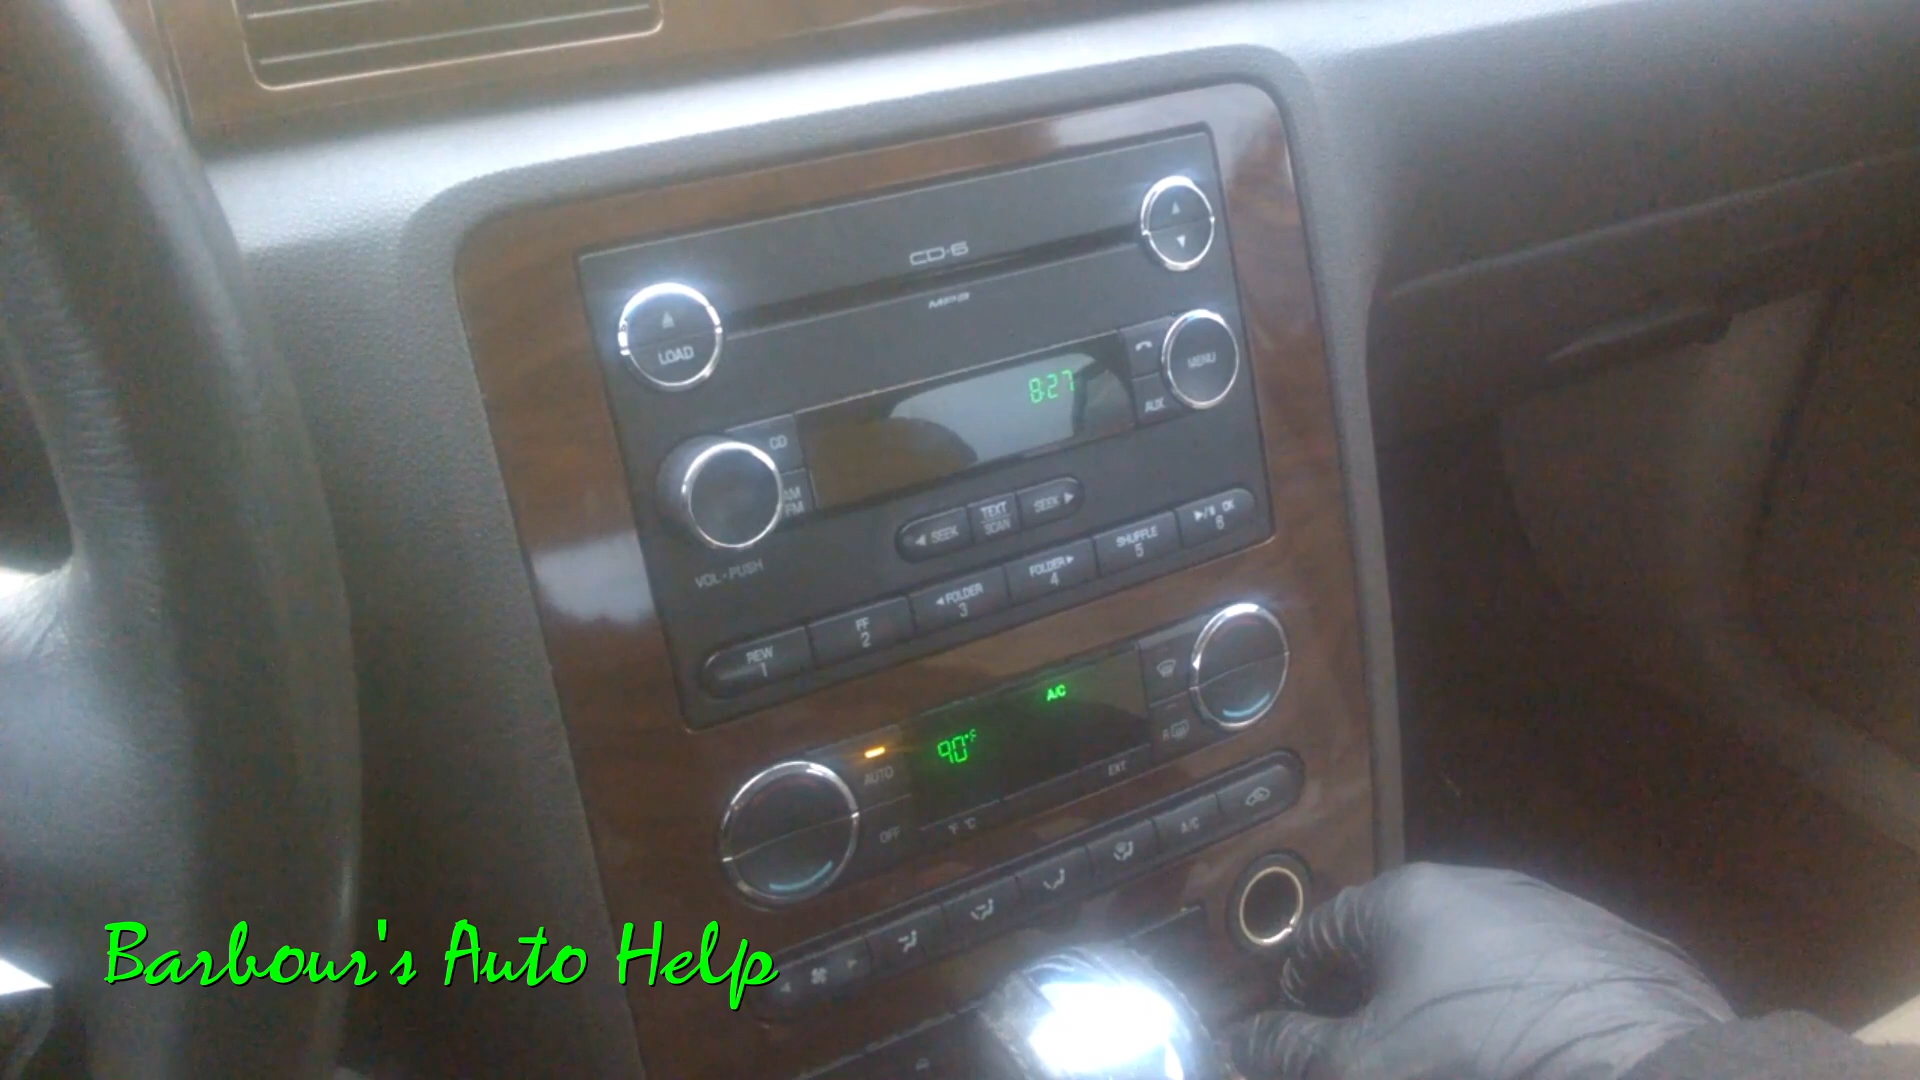 CD-6
MP3
LOAD
8:27
MENU
AUX
CD
AM
FM
SEEK TEXT SCAN SEEK
VOL - PUSH
REW 1
FF 2
FOLDER 3
FOLDER 4
SHUFFLE 5
OK 6
A/C
90°F
AUTO
R
EXT
OFF
°F °C
A/C
Barbour's Auto Help